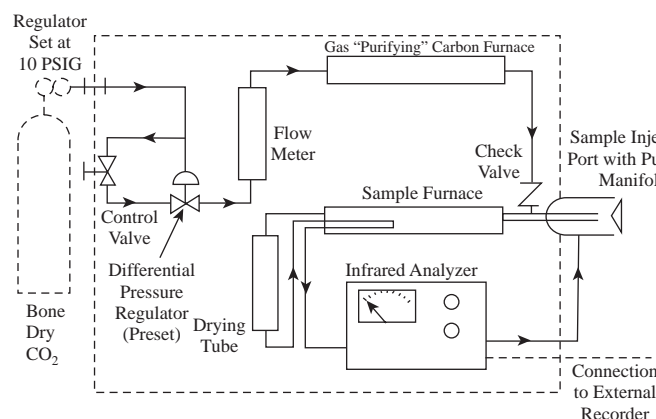 Regulator
Set at
10 PSIG
Gas “Purifying” Carbon Furnace
Flow
Meter
Check
Valve
Sample Injec
Port with Pu
Manifol
Sample Furnace
Control
Valve
Differential
Pressure
Regulator
(Preset)
Drying
Tube
Infrared Analyzer
Bone
Dry
CO₂
Connection
to External
Recorder